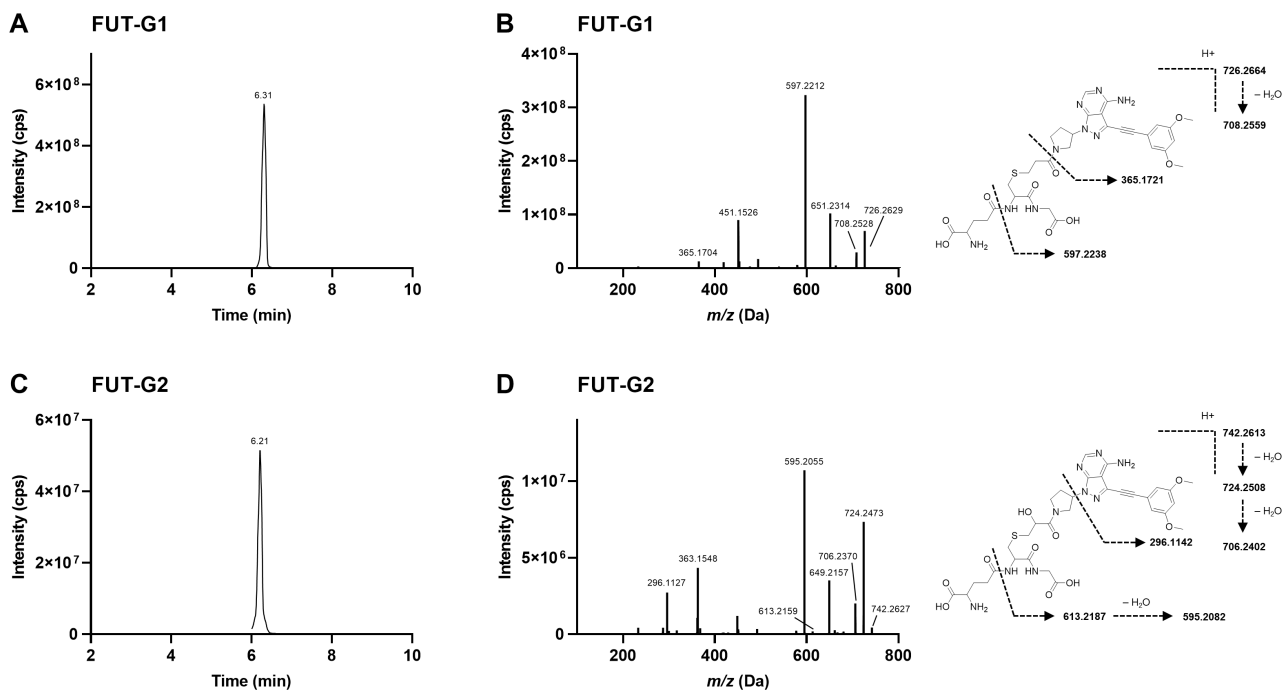 A FUT-G1
Intensity (cps)
6×10⁸
4×10⁸
2×10⁸
0
6.31
2 4 6 8 10
Time (min)
B FUT-G1
Intensity (cps)
4×10⁸
3×10⁸
2×10⁸
1×10⁸
0
597.2212
451.1526
651.2314
726.2629
708.2528
365.1704
200 400 600 800
m/z (Da)
H+
726.2664
– H₂O
708.2559
N
N
NH₂
N
N
O
O
N
O
S
365.1721
O
O
NH
HN
O
O
OH
HO
NH₂
597.2238
C FUT-G2
Intensity (cps)
6×10⁷
4×10⁷
2×10⁷
0
6.21
2 4 6 8 10
Time (min)
D FUT-G2
Intensity (cps)
1×10⁷
5×10⁶
0
595.2055
724.2473
363.1548
706.2370
649.2157
296.1127
613.2159
742.2627
200 400 600 800
m/z (Da)
H+
742.2613
– H₂O
724.2508
– H₂O
706.2402
N
N
NH₂
N
N
O
O
HO
N
S
O
296.1142
O
O
NH
HN
O
O
OH
HO
NH₂
613.2187
– H₂O
595.2082